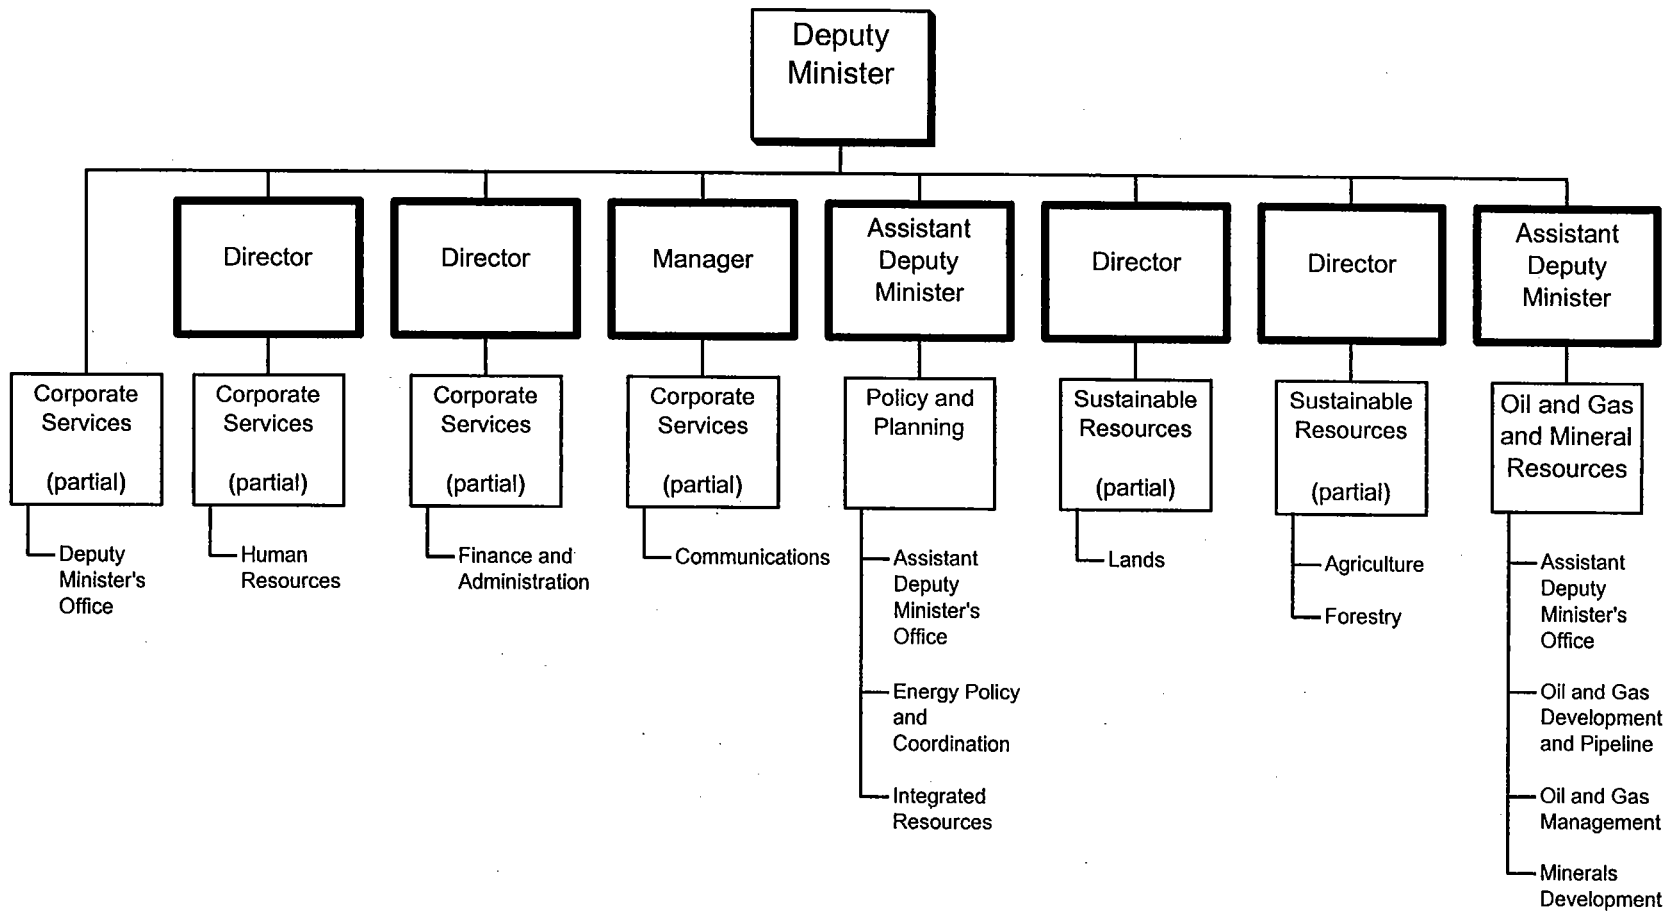 Deputy
Minister
Director
Director
Manager
Assistant
Deputy
Minister
Director
Director
Assistant
Deputy
Minister
Corporate
Services
(partial)
Corporate
Services
(partial)
Corporate
Services
(partial)
Corporate
Services
(partial)
Policy and
Planning
Sustainable
Resources
(partial)
Sustainable
Resources
(partial)
Oil and Gas
and Mineral
Resources
Deputy
Minister's
Office
Human
Resources
Finance and
Administration
Communications
Assistant
Deputy
Minister's
Office
Energy Policy
and
Coordination
Integrated
Resources
Lands
Agriculture
Forestry
Assistant
Deputy
Minister's
Office
Oil and Gas
Development
and Pipeline
Oil and Gas
Management
Minerals
Development